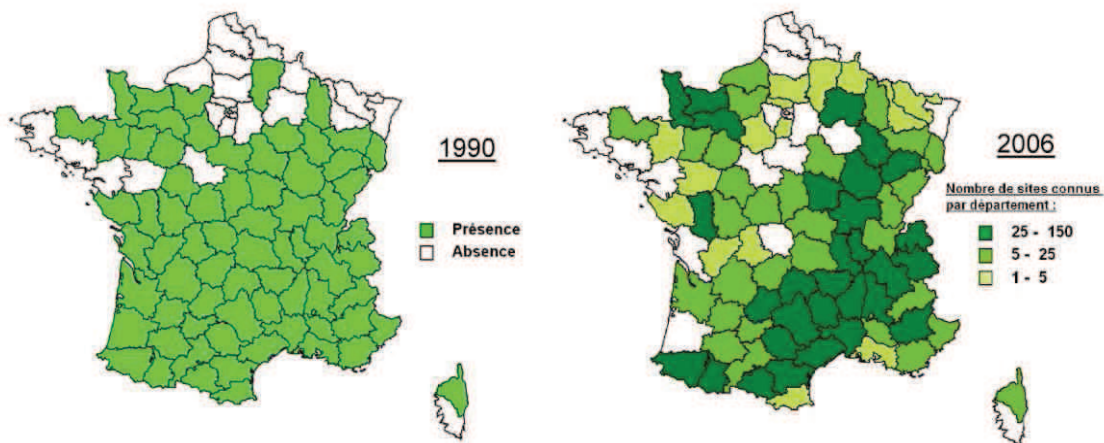 1990
Présence
Absence
2006
Nombre de sites connus
par département :
25 - 150
5 - 25
1 - 5